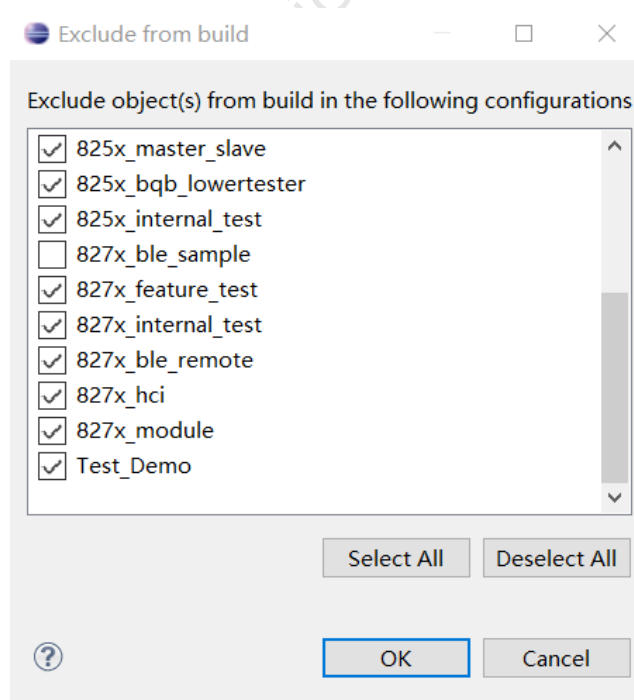 Exclude from build
Exclude object(s) from build in the following configurations
825x_master_slave
825x_bqb_lowertester
825x_internal_test
827x_ble_sample
827x_feature_test
827x_internal_test
827x_ble_remote
827x_hci
827x_module
Test_Demo
Select All
Deselect All
OK
Cancel